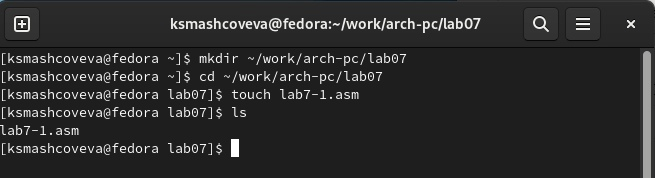 ksmashcoveva@fedora:~/work/arch-pc/lab07
[ksmashcoveva@fedora ~]$ mkdir ~/work/arch-pc/lab07
[ksmashcoveva@fedora ~]$ cd ~/work/arch-pc/lab07
[ksmashcoveva@fedora lab07]$ touch lab7-1.asm
[ksmashcoveva@fedora lab07]$ ls
lab7-1.asm
[ksmashcoveva@fedora lab07]$